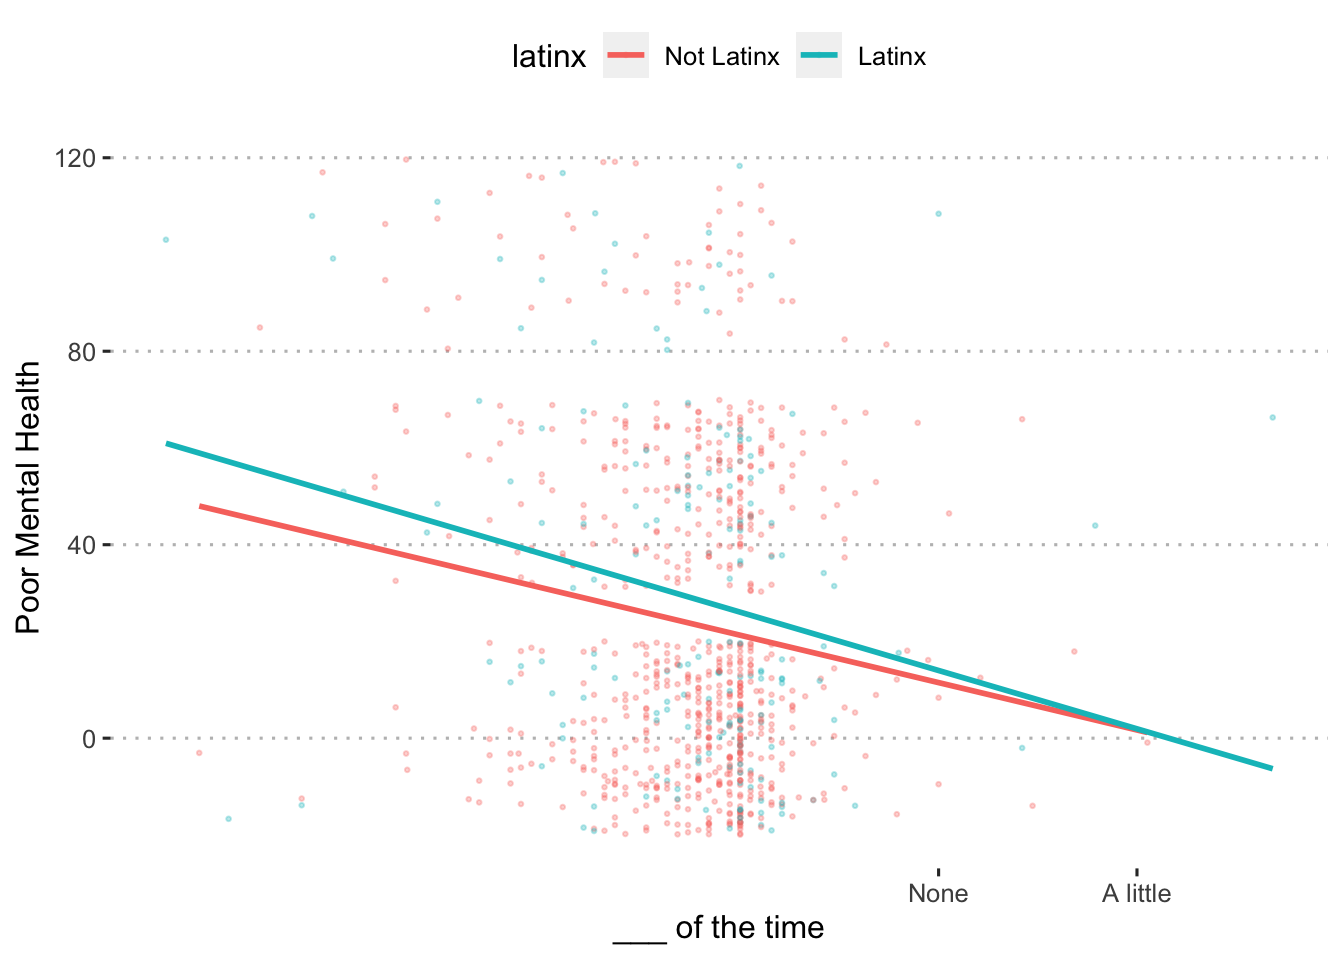 latinx Not Latinx Latinx
120
80
40
0
Poor Mental Health
None A little
___ of the time